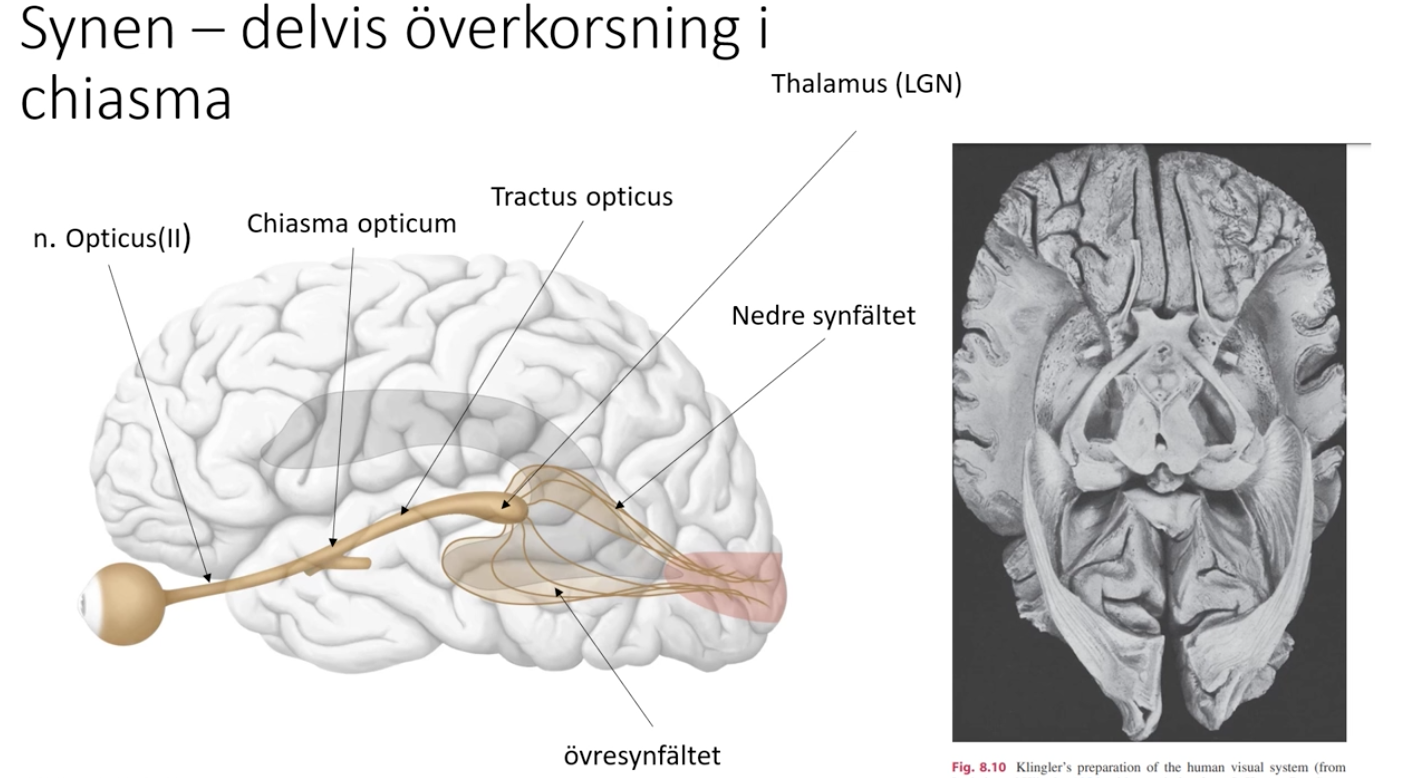 Synen – delvis överkorsning i
chiasma
Thalamus (LGN)
Tractus opticus
Chiasma opticum
n. Opticus(II)
Nedre synfältet
övresynfältet
Fig. 8.10 Klingler's preparation of the human visual system (from